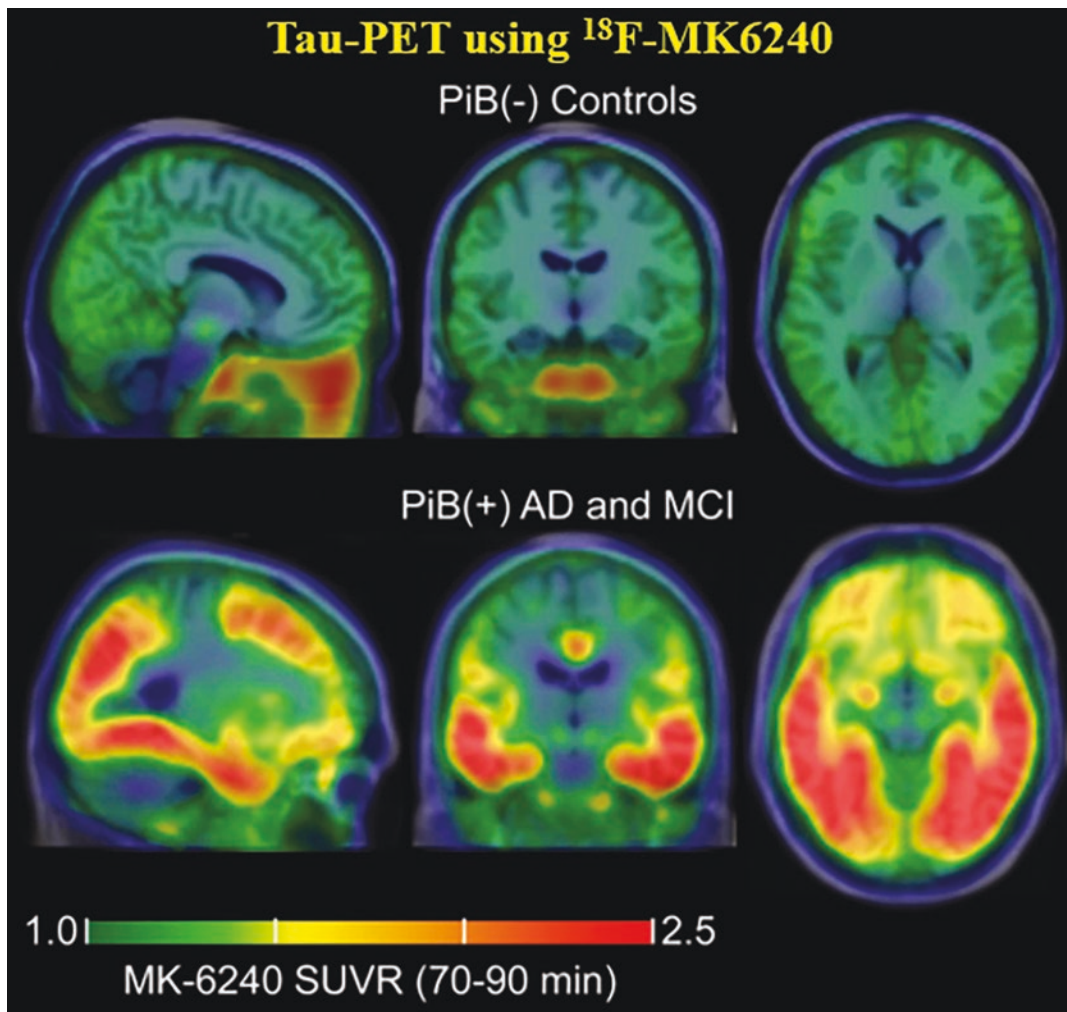 Tau-PET using ¹⁸F-MK6240
PiB(-) Controls
PiB(+) AD and MCI
1.0 2.5
MK-6240 SUVR (70-90 min)